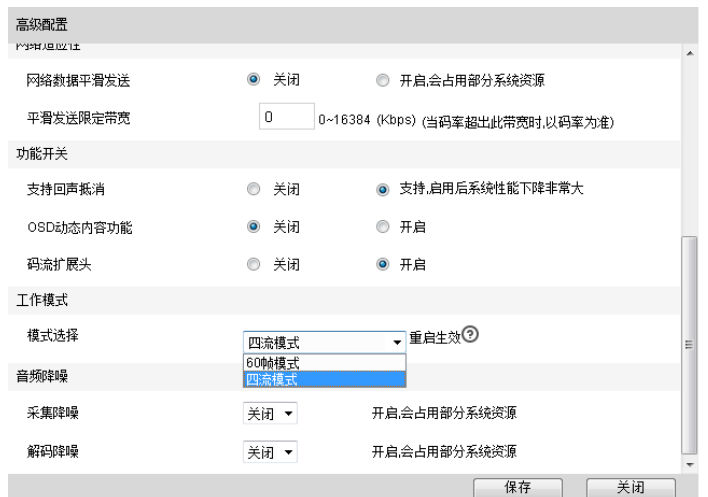 高级配置
网络适应性
网络数据平滑发送 关闭 开启,会占用部分系统资源
平滑发送限定带宽 0 0~16384 (Kbps) (当码率超出此带宽时,以码率为准)
功能开关
支持回声抵消 关闭 支持,启用后系统性能下降非常大
OSD动态内容功能 关闭 开启
码流扩展头 关闭 开启
工作模式
模式选择 四流模式 重启生效?
60帧模式
四流模式
音频降噪
采集降噪 关闭 开启,会占用部分系统资源
解码降噪 关闭 开启,会占用部分系统资源
保存 关闭